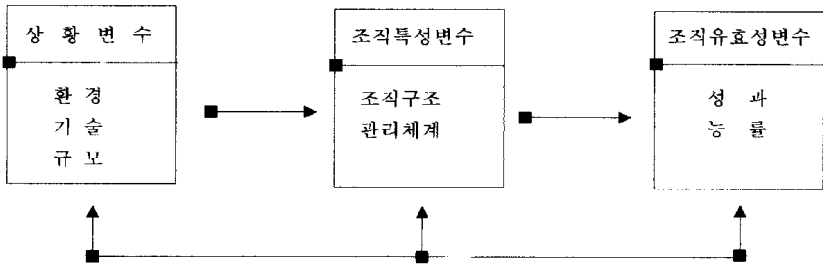 상 황 변 수
환 경
기 술
규 모
조직특성변수
조직구조
관리체계
조직유효성변수
성 과
능 률